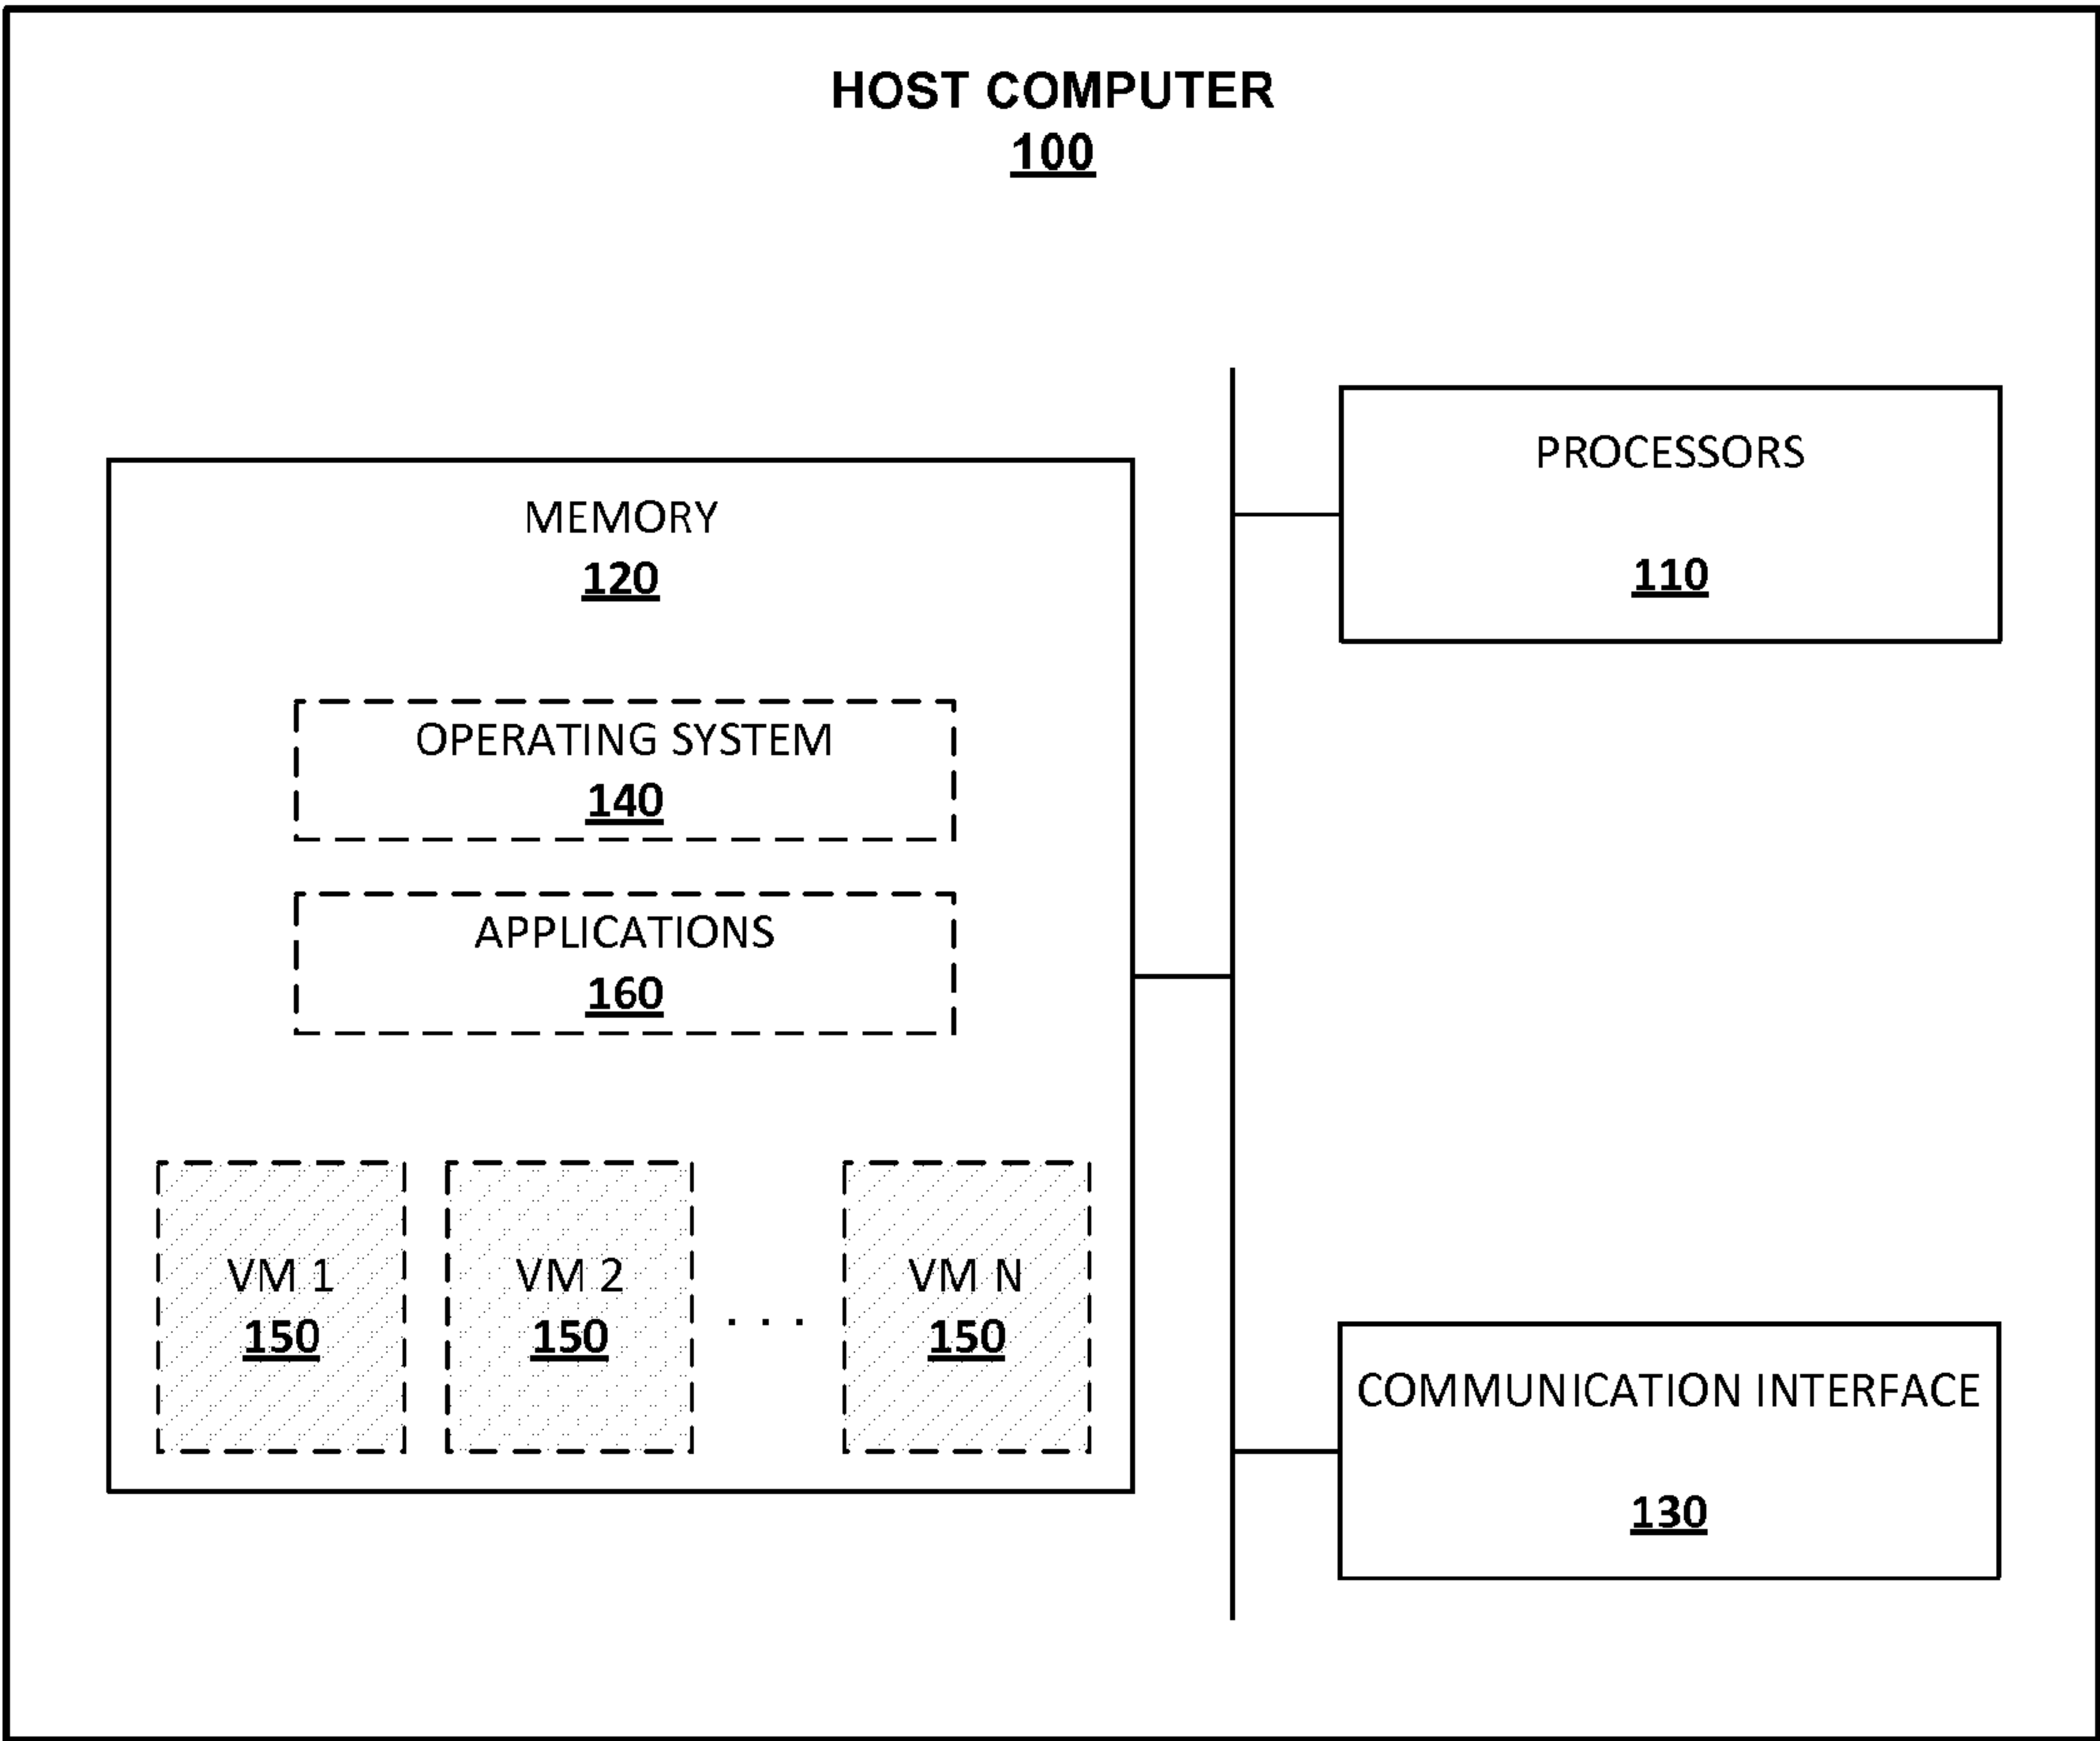 HOST COMPUTER
100
PROCESSORS
110
MEMORY
120
OPERATING SYSTEM
140
APPLICATIONS
160
VM 1
150
VM 2
150
. . .
VM N
150
COMMUNICATION INTERFACE
130